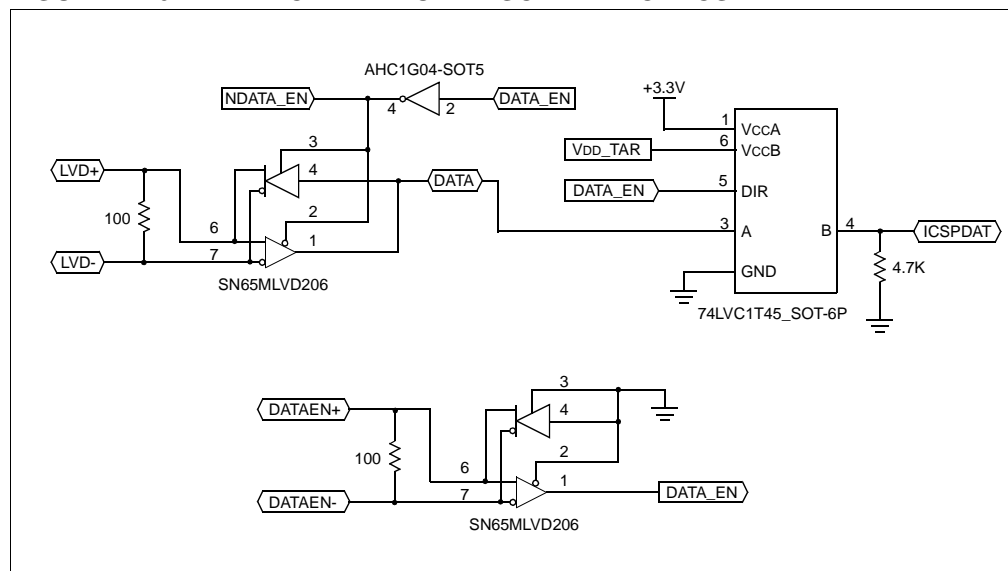 AHC1G04-SOT5
NDATA_EN
4
2
DATA_EN
+3.3V
1
VCCA
VDD_TAR
6
VCCB
3
LVD+
4
DATA
DATA_EN
5
DIR
100
2
6
1
3
A
B
4
ICSPDAT
LVD-
7
GND
4.7K
SN65MLVD206
74LVC1T45_SOT-6P
3
DATAEN+
4
100
2
6
1
DATAEN-
7
DATA_EN
SN65MLVD206